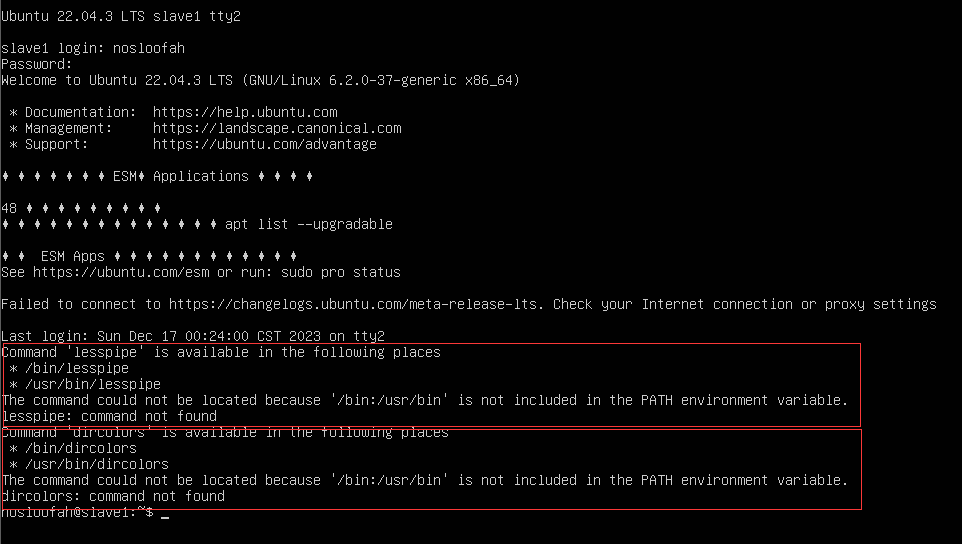 Ubuntu 22.04.3 LTS slave1 tty2
slave1 login: nosloofah
Password:
Welcome to Ubuntu 22.04.3 LTS (GNU/Linux 6.2.0-37-generic x86_64)
* Documentation:  https://help.ubuntu.com
* Management:     https://landscape.canonical.com
* Support:        https://ubuntu.com/advantage
♦ ♦ ♦ ♦ ♦ ♦ ♦ ESM♦ Applications ♦ ♦ ♦ ♦
48 ♦ ♦ ♦ ♦ ♦ ♦ ♦ ♦ ♦
♦ ♦ ♦ ♦ ♦ ♦ ♦ ♦ ♦ ♦ ♦ ♦ ♦ ♦ apt list --upgradable
♦ ♦  ESM Apps ♦ ♦ ♦ ♦ ♦ ♦ ♦ ♦ ♦ ♦ ♦ ♦
See https://ubuntu.com/esm or run: sudo pro status
Failed to connect to https://changelogs.ubuntu.com/meta-release-lts. Check your Internet connection or proxy settings
Last login: Sun Dec 17 00:24:00 CST 2023 on tty2
Command 'lesspipe' is available in the following places
* /bin/lesspipe
* /usr/bin/lesspipe
The command could not be located because '/bin:/usr/bin' is not included in the PATH environment variable.
lesspipe: command not found
Command 'dircolors' is available in the following places
* /bin/dircolors
* /usr/bin/dircolors
The command could not be located because '/bin:/usr/bin' is not included in the PATH environment variable.
dircolors: command not found
nosloofah@slave1:~$ _